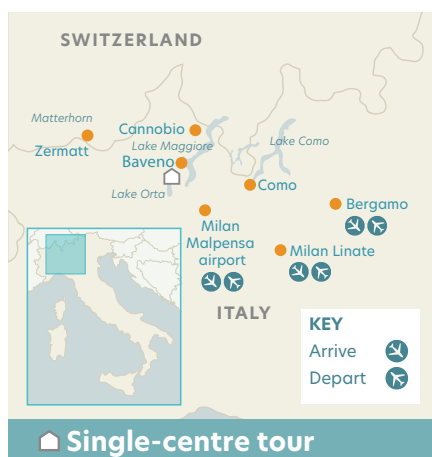 SWITZERLAND
Matterhorn
Zermatt
Cannobio
Lake Maggiore
Baveno
Lake Orta
Lake Como
Como
Bergamo
Milan
Malpensa
airport
Milan Linate
ITALY
KEY
Arrive
Depart
Single-centre tour